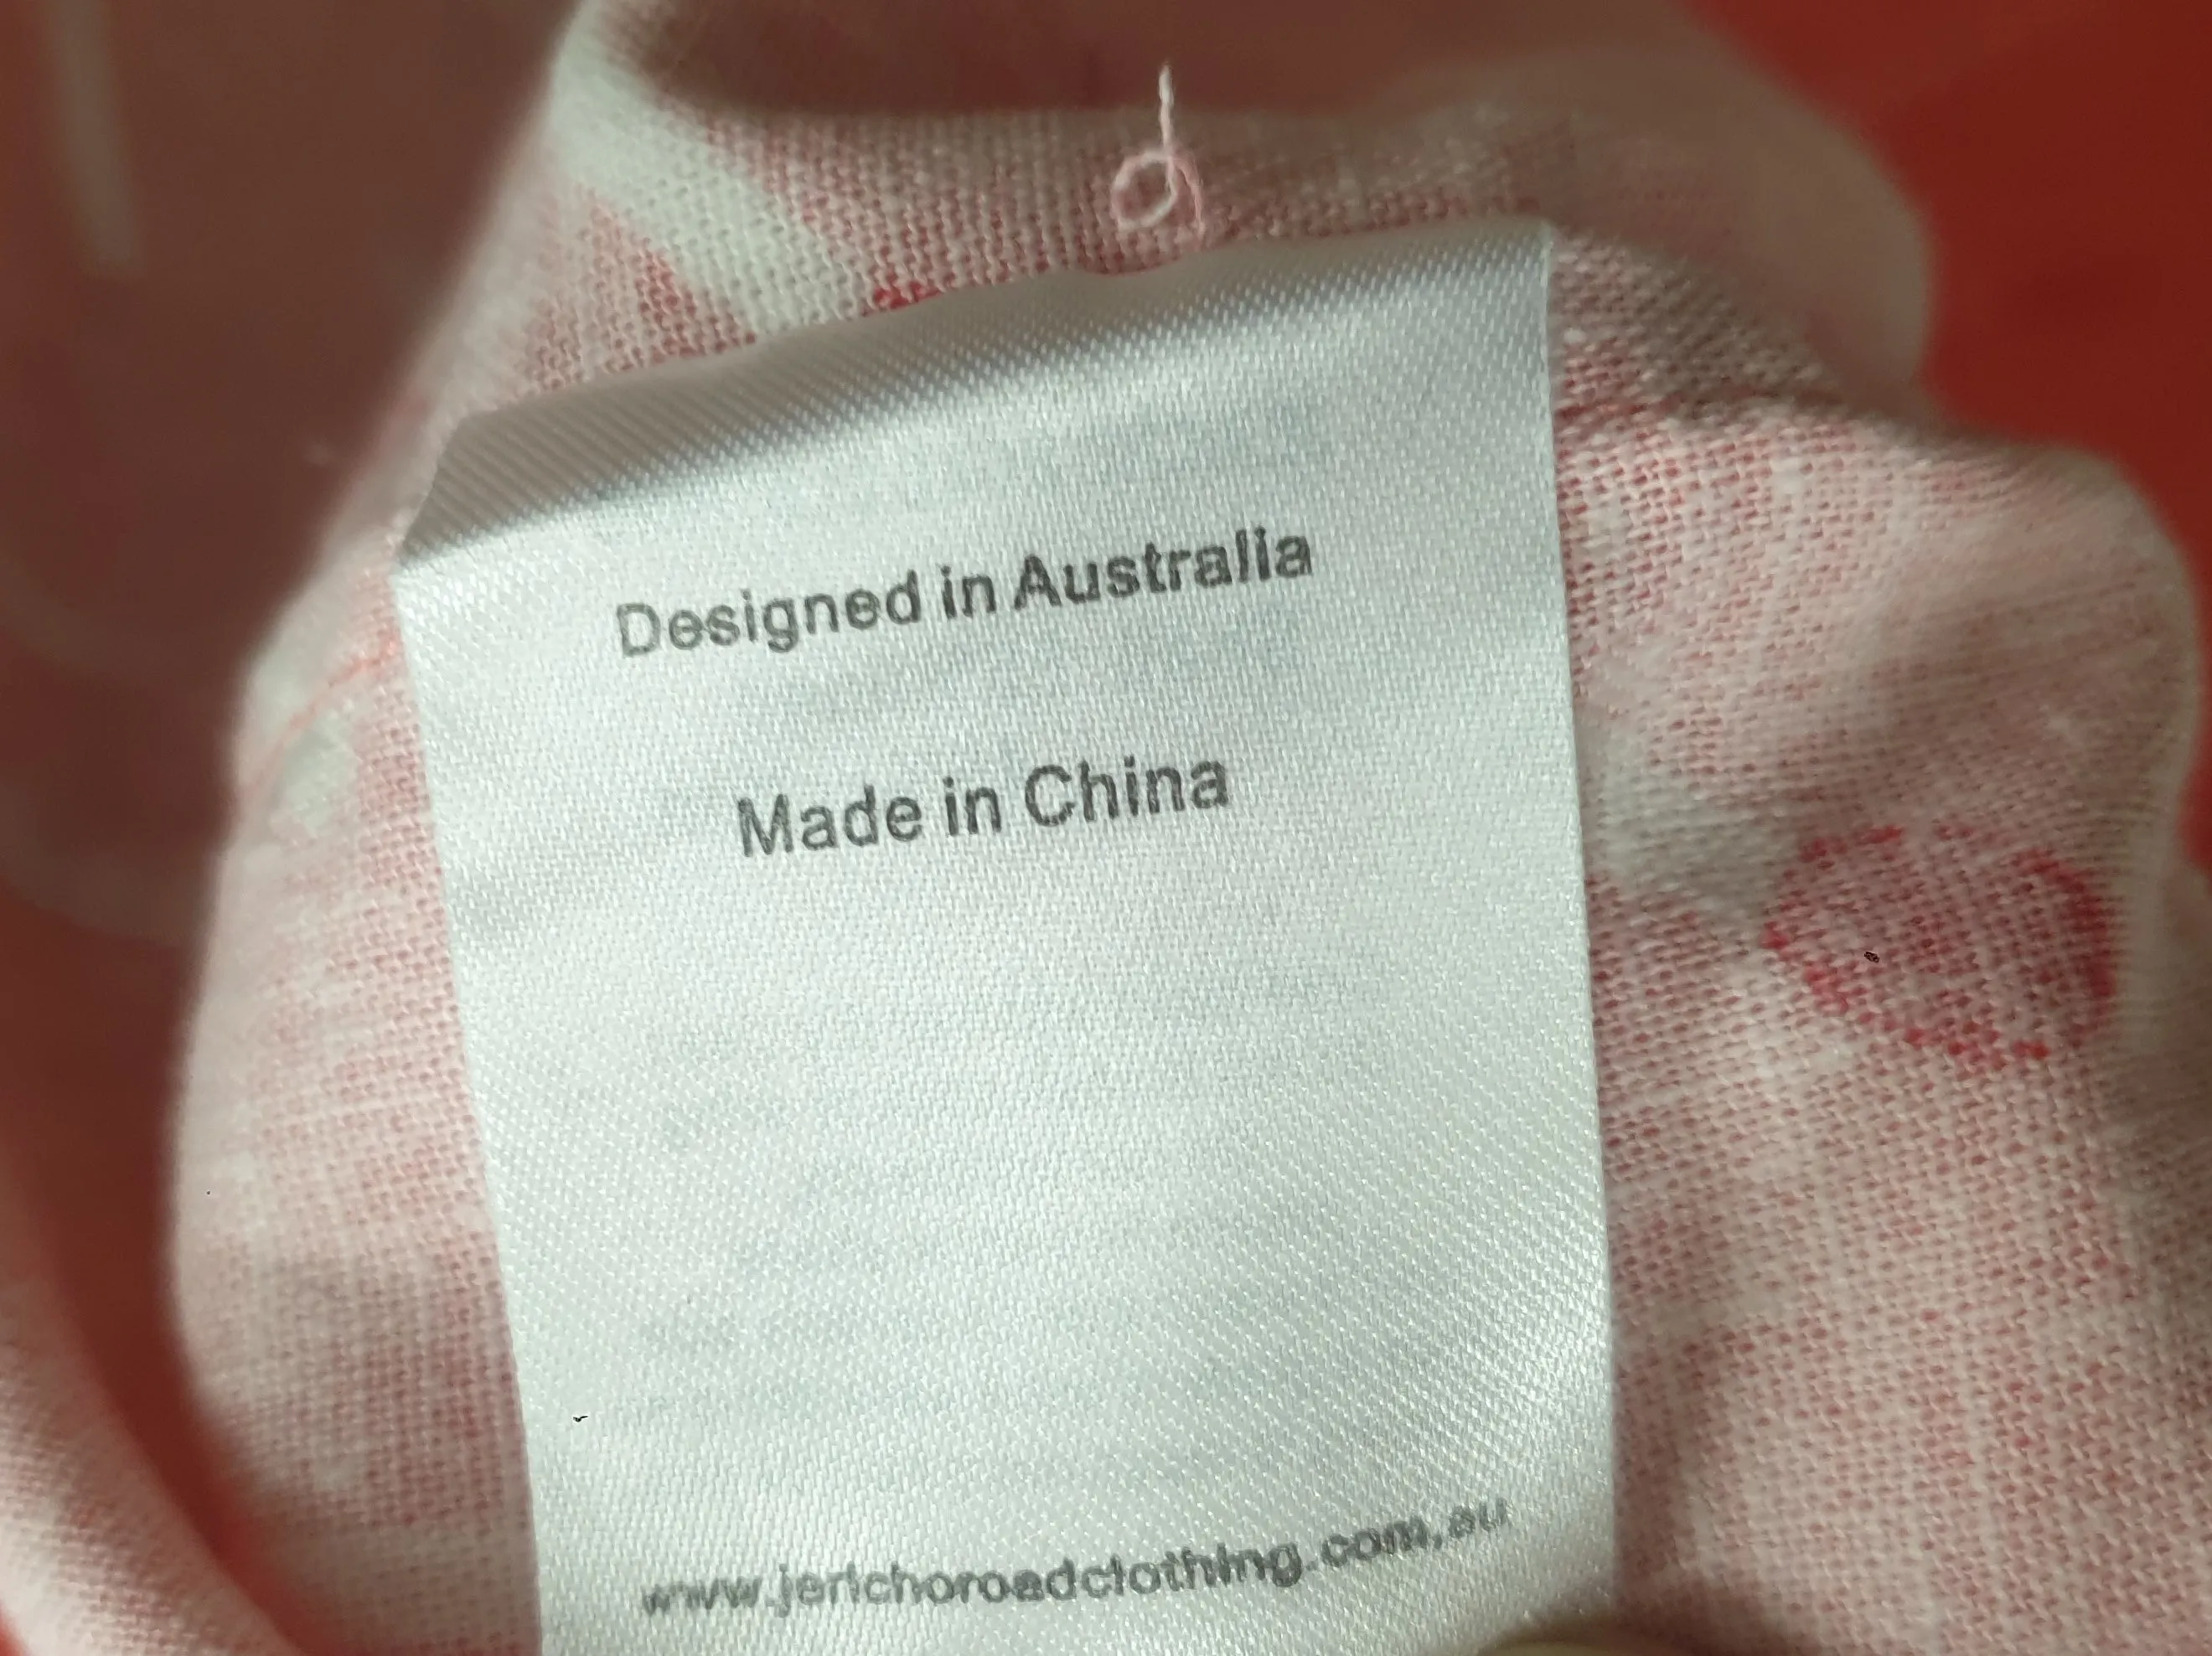 Designed in Australia
Made in China
www.jerichoroadclothing.com.au